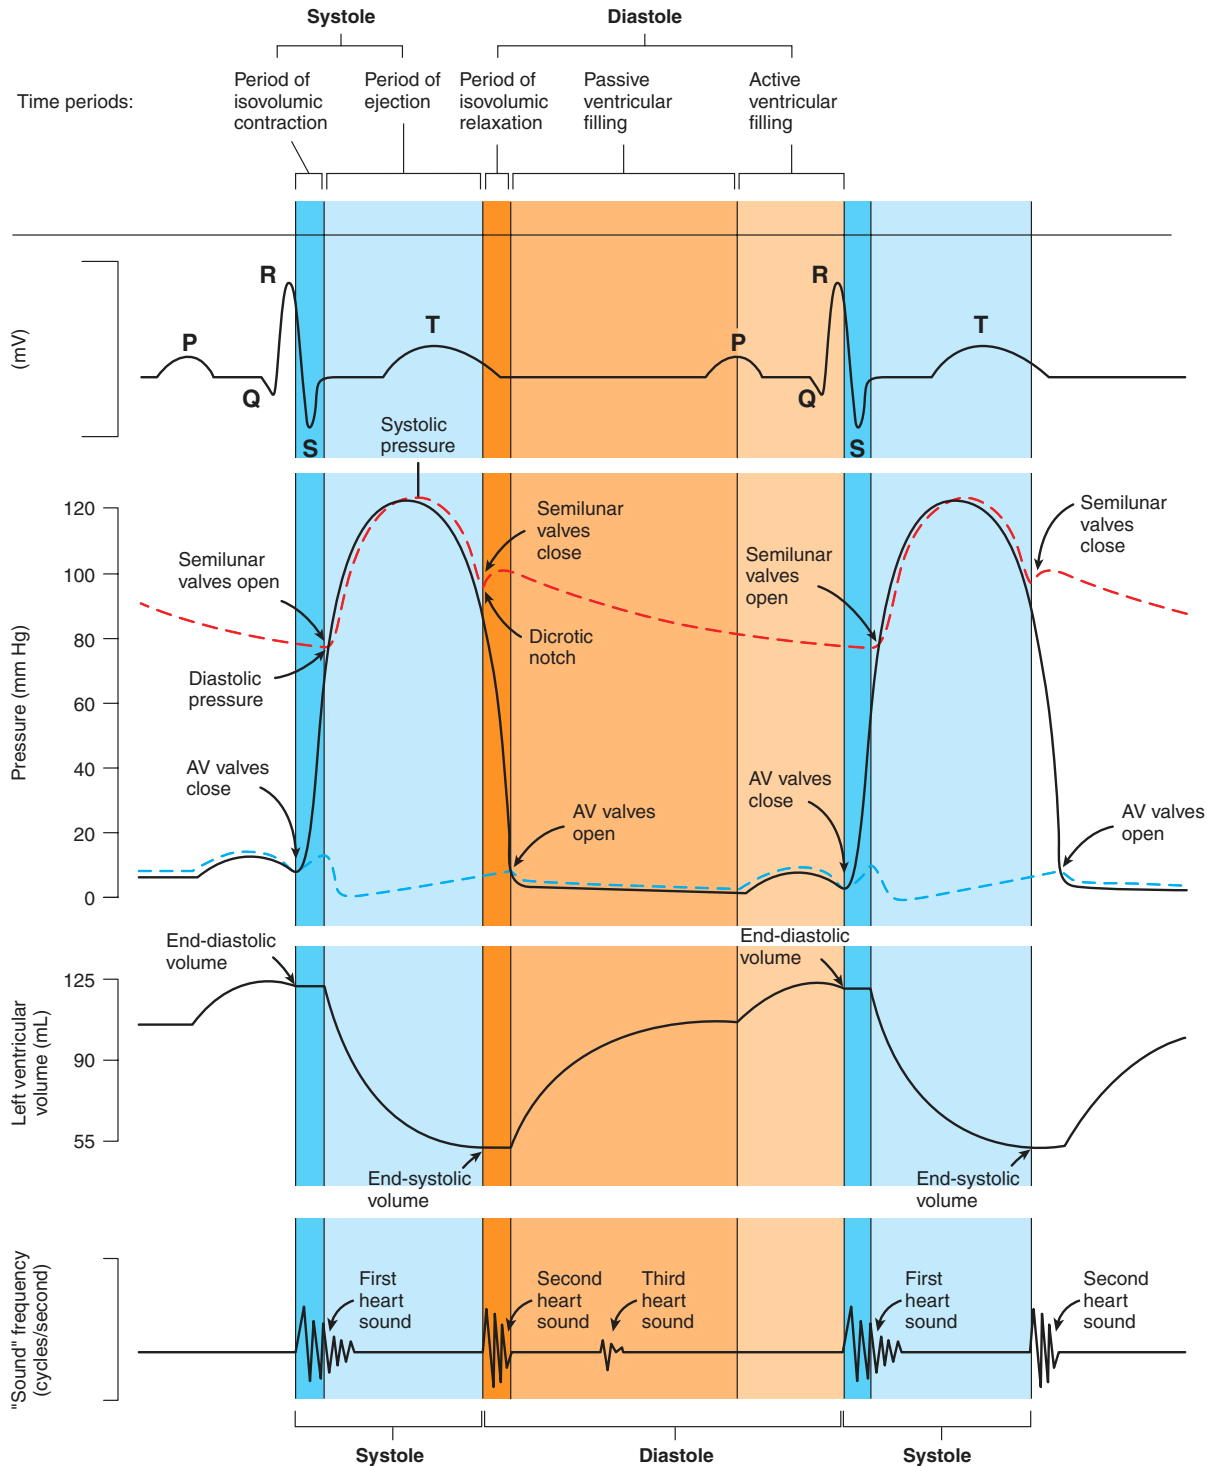 Systole
Diastole
Time periods:
Period of
isovolumic
contraction
Period of
ejection
Period of
isovolumic
relaxation
Passive
ventricular
filling
Active
ventricular
filling
(mV)
P
Q
R
S
T
P
Q
R
S
T
Pressure (mm Hg)
120
100
80
60
40
20
0
Systolic
pressure
Semilunar
valves open
Diastolic
pressure
AV valves
close
Semilunar
valves
close
Dicrotic
notch
AV valves
open
Semilunar
valves
open
AV valves
close
Semilunar
valves
close
AV valves
open
Left ventricular
volume (mL)
125
90
55
End-diastolic
volume
End-systolic
volume
End-diastolic
volume
End-systolic
volume
"Sound" frequency
(cycles/second)
First
heart
sound
Second
heart
sound
Third
heart
sound
First
heart
sound
Second
heart
sound
Systole
Diastole
Systole